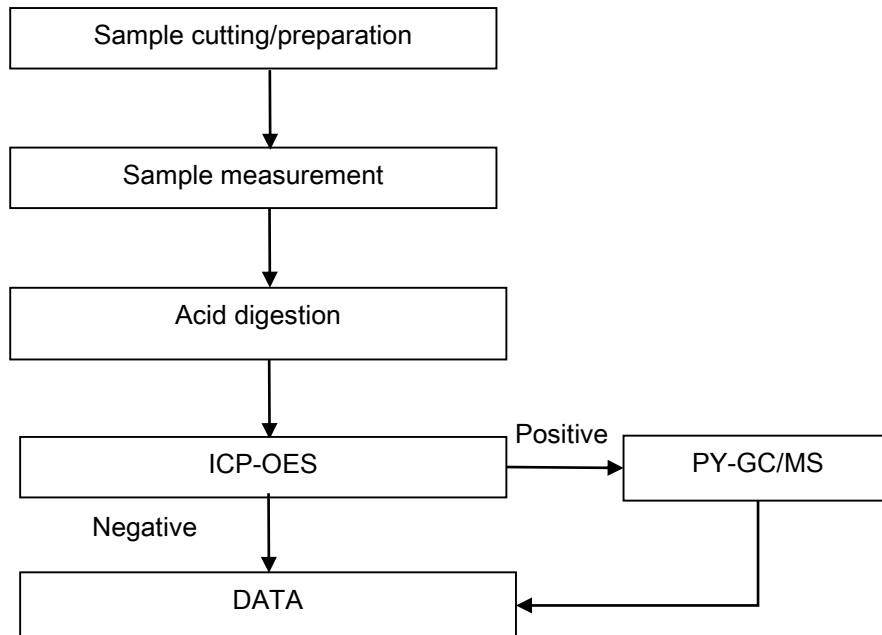 Sample cutting/preparation
Sample measurement
Acid digestion
Positive
ICP-OES
PY-GC/MS
Negative
DATA